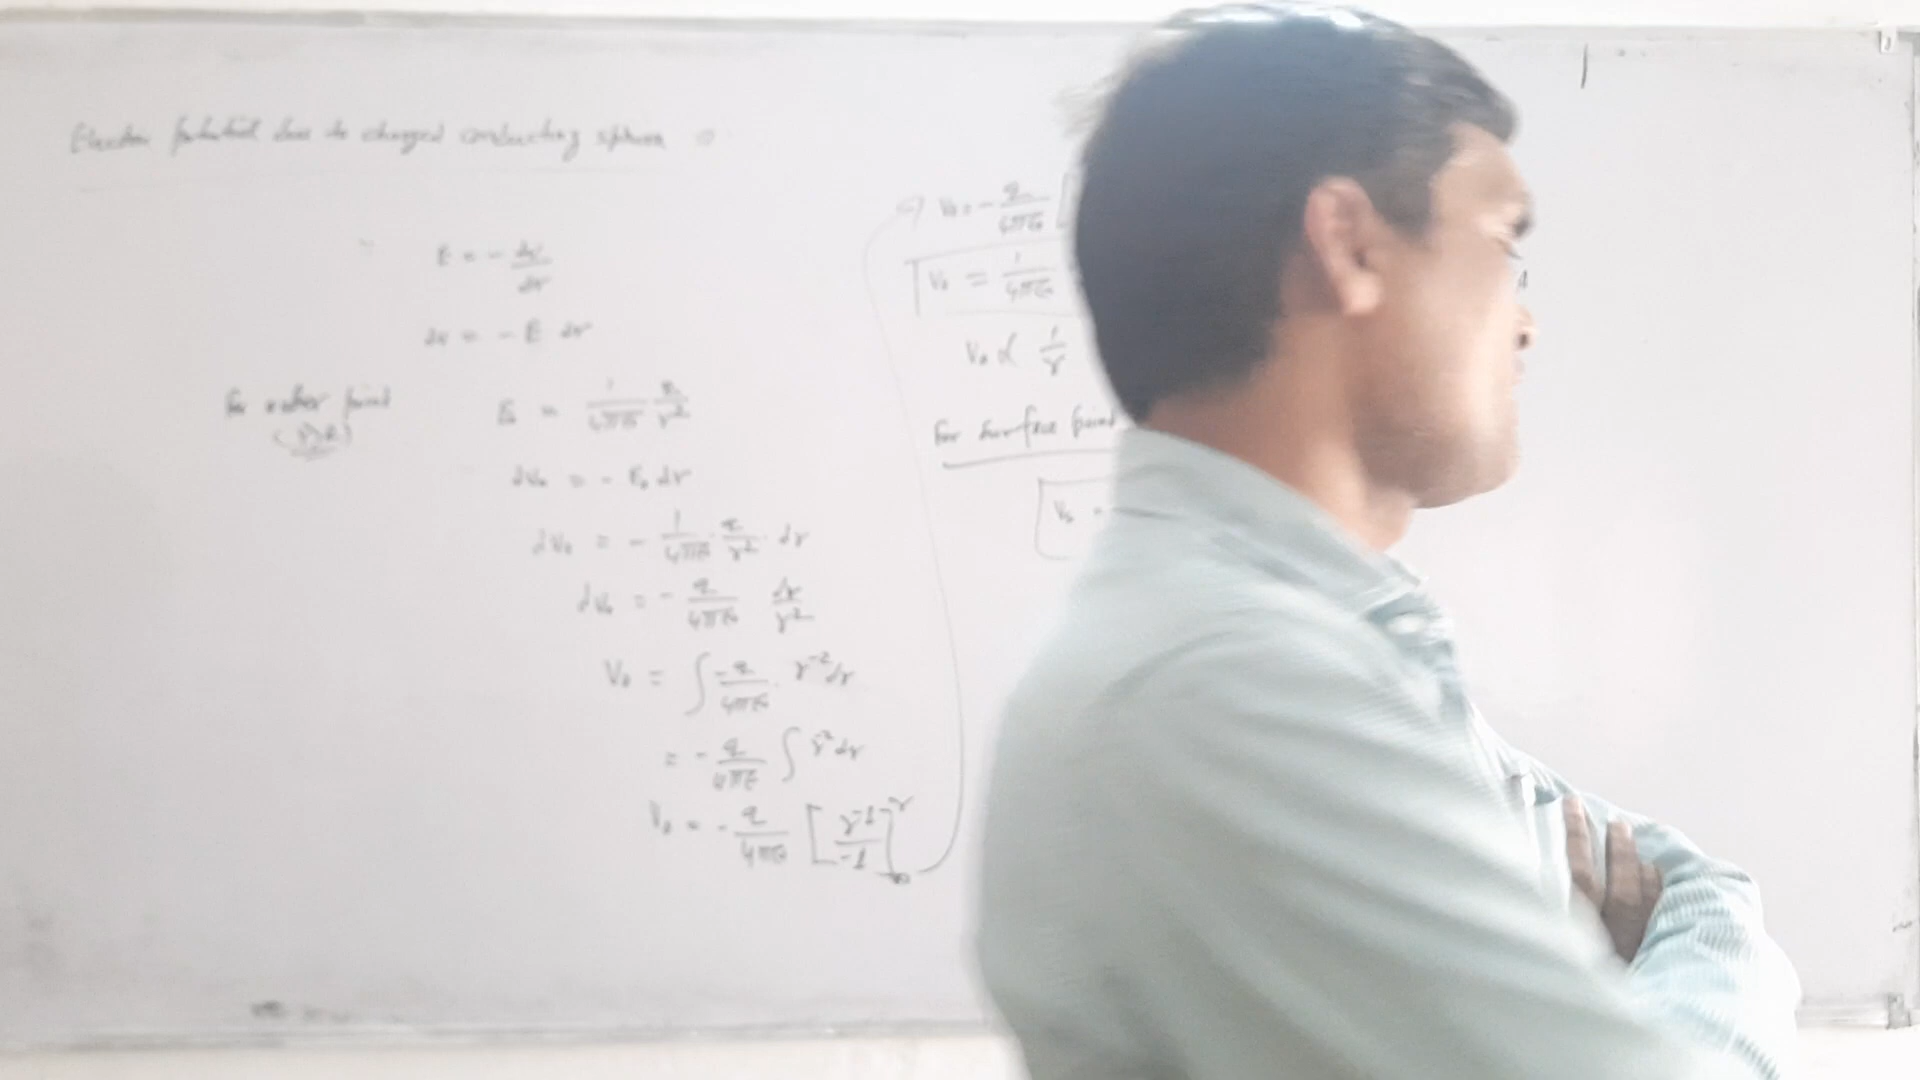 Electric potential due to charged conducting sphere
E = - dv/dr
dv = - E dr
For outer point
(r>R)
E₀ = 1/4πε₀ q/r²
dV₀ = - E₀ dr
dV₀ = - 1/4πε₀ · q/r² · dr
dV₀ = - q/4πε₀ dr/r²
V₀ = ∫ -q/4πε₀ · r⁻² dr
= - q/4πε₀ ∫ r⁻² dr
V₀ = - q/4πε₀ [r⁻¹/-1]
V₀ = - q/4πε₀ [
V₀ = 1/4πε₀
V₀ ∝ 1/r
For surface point
Vs =